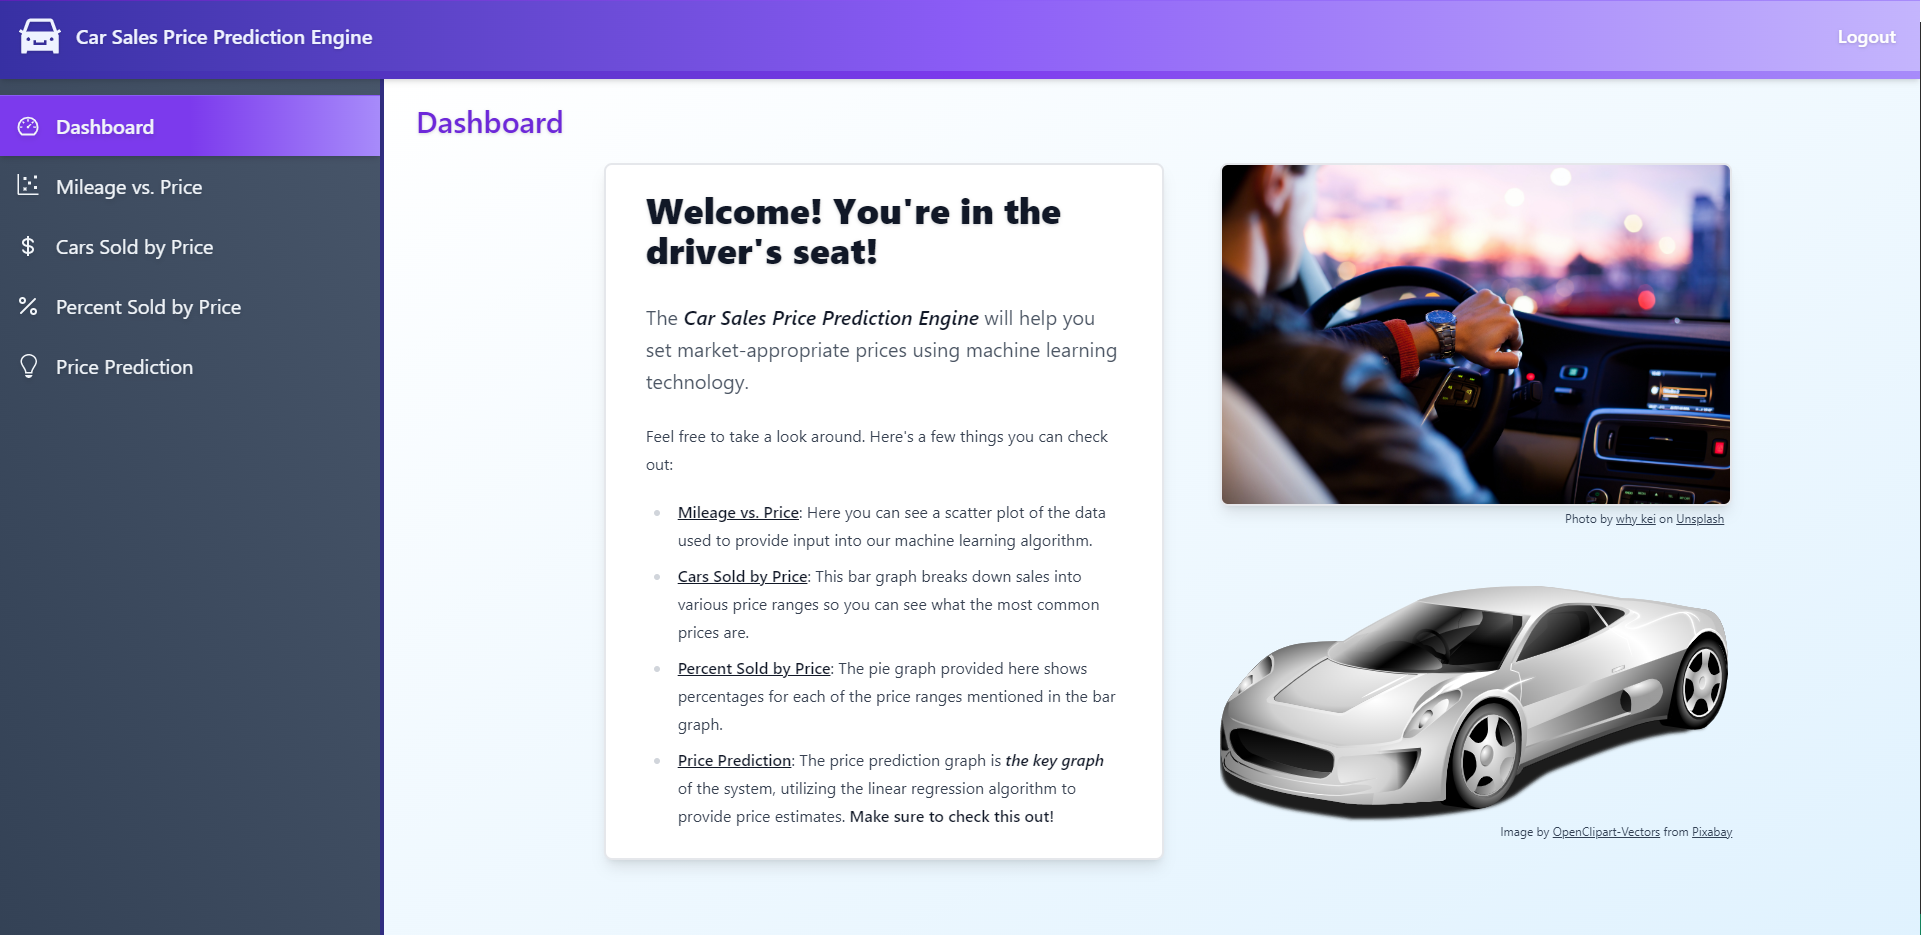 Car Sales Price Prediction Engine
Logout
Dashboard
Mileage vs. Price
Cars Sold by Price
Percent Sold by Price
Price Prediction
Dashboard
Welcome! You're in the
driver's seat!
The Car Sales Price Prediction Engine will help you
set market-appropriate prices using machine learning
technology.
Feel free to take a look around. Here's a few things you can check
out:
Mileage vs. Price: Here you can see a scatter plot of the data
used to provide input into our machine learning algorithm.
Cars Sold by Price: This bar graph breaks down sales into
various price ranges so you can see what the most common
prices are.
Percent Sold by Price: The pie graph provided here shows
percentages for each of the price ranges mentioned in the bar
graph.
Price Prediction: The price prediction graph is the key graph
of the system, utilizing the linear regression algorithm to
provide price estimates. Make sure to check this out!
Photo by why kei on Unsplash
Image by OpenClipart-Vectors from Pixabay